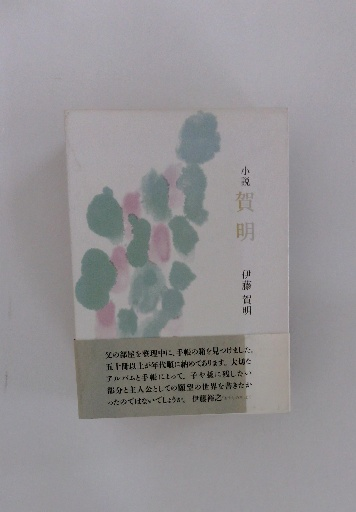 小説
賀明
伊藤賀明
父の部屋を整理中に、手帳の箱を見つけました。
五十冊以上が年代順に納めてあります。大切な
アルバムと手帳によって、子や孫に残したい
部分と主人公としての願望の世界を書きたか
ったのではないでしょうか。 伊藤裕之